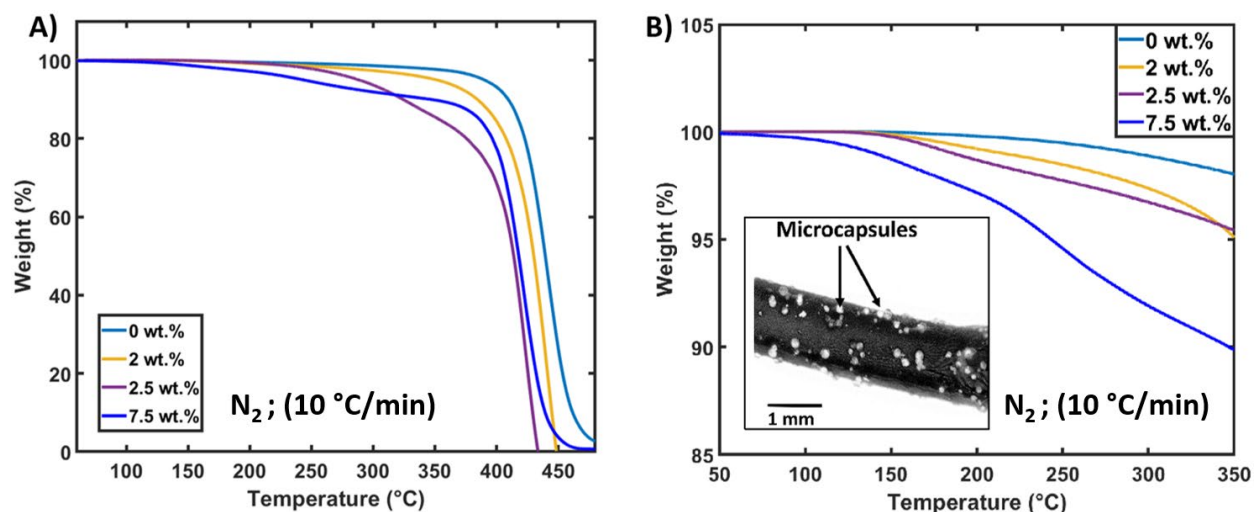 A)
100
80
60
40
20
0
Weight (%)
0 wt.%
2 wt.%
2.5 wt.%
7.5 wt.%
N₂ ; (10 °C/min)
100 150 200 250 300 350 400 450
Temperature (°C)
B)
105
100
95
90
85
Weight (%)
0 wt.%
2 wt.%
2.5 wt.%
7.5 wt.%
Microcapsules
1 mm
N₂ ; (10 °C/min)
50 100 150 200 250 300 350
Temperature (°C)